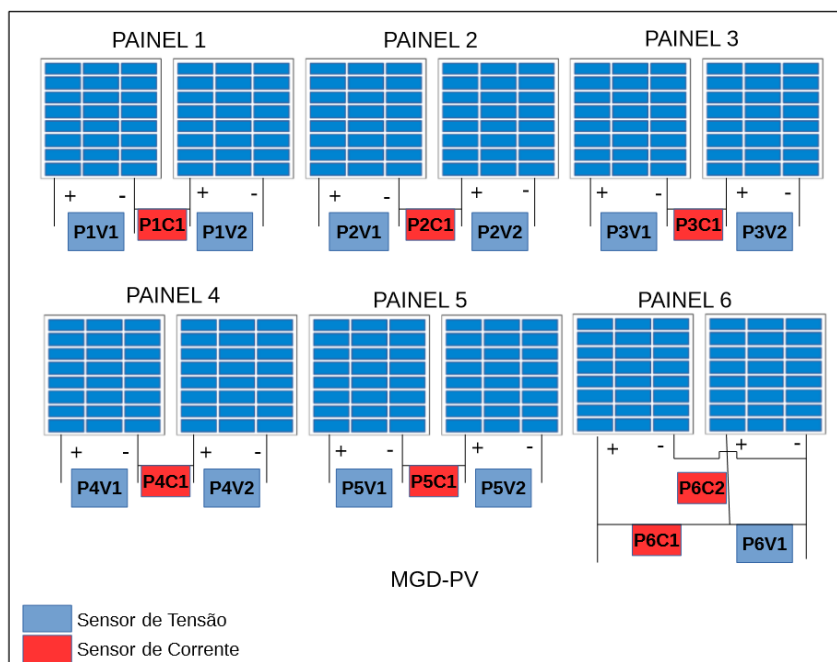 PAINEL 1 PAINEL 2 PAINEL 3
+ - + - + - + - + - + -
P1V1 P1C1 P1V2 P2V1 P2C1 P2V2 P3V1 P3C1 P3V2
PAINEL 4 PAINEL 5 PAINEL 6
+ - + - + - + - + - + -
P4V1 P4C1 P4V2 P5V1 P5C1 P5V2 P6C2
P6C1 P6V1
MGD-PV
Sensor de Tensão
Sensor de Corrente